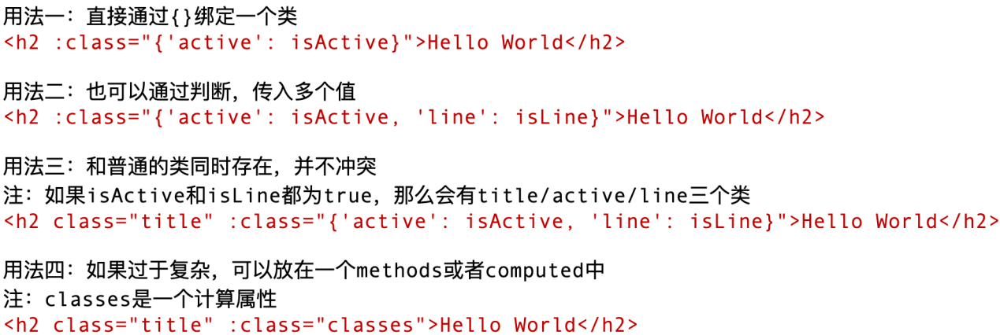 用法一：直接通过{}绑定一个类
<h2 :class="{'active': isActive}">Hello World</h2>
用法二：也可以通过判断，传入多个值
<h2 :class="{'active': isActive, 'line': isLine}">Hello World</h2>
用法三：和普通的类同时存在，并不冲突
注：如果isActive和isLine都为true，那么会有title/active/line三个类
<h2 class="title" :class="{'active': isActive, 'line': isLine}">Hello World</h2>
用法四：如果过于复杂，可以放在一个methods或者computed中
注：classes是一个计算属性
<h2 class="title" :class="classes">Hello World</h2>